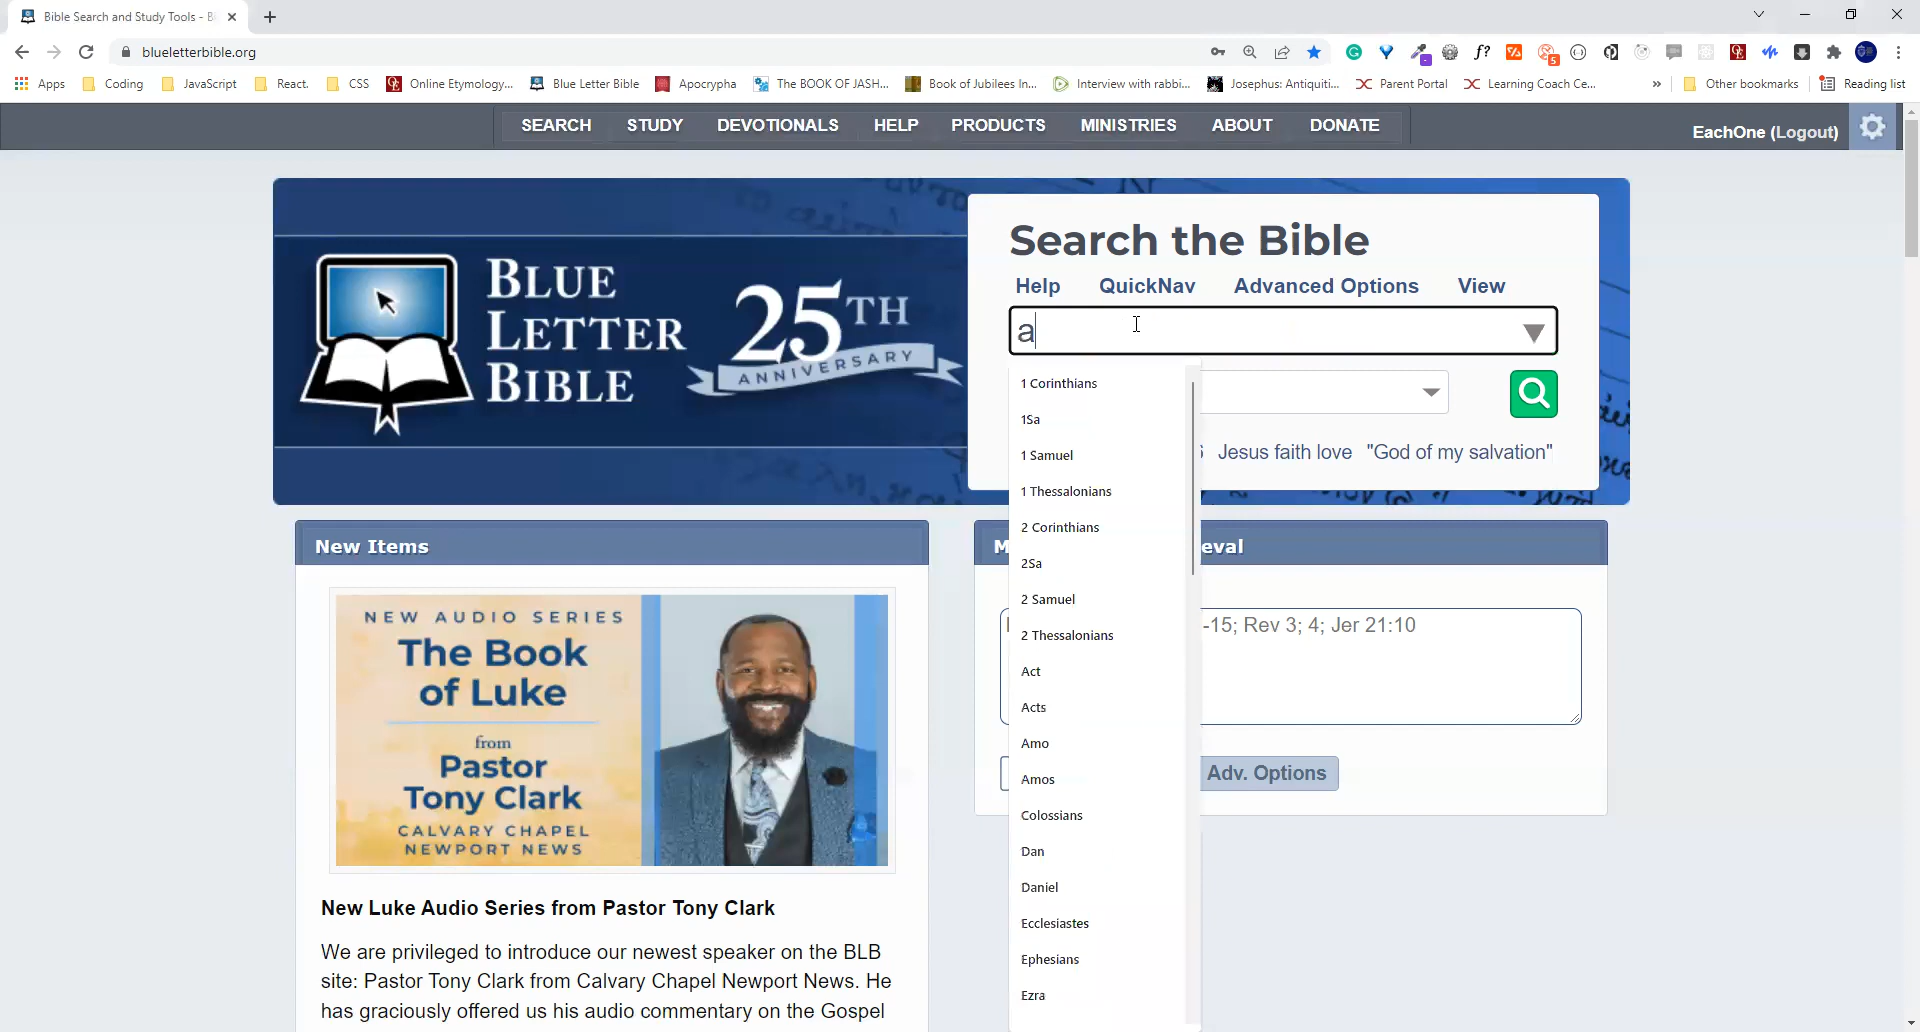 Bible Search and Study Tools - B
blueletterbible.org
Apps Coding JavaScript React. CSS Online Etymology... Blue Letter Bible Apocrypha The BOOK OF JASH... Book of Jubilees In... Interview with rabbi... Josephus: Antiquiti... Parent Portal Learning Coach Ce... » Other bookmarks Reading list
SEARCH STUDY DEVOTIONALS HELP PRODUCTS MINISTRIES ABOUT DONATE
EachOne (Logout)
BLUE
LETTER
BIBLE
25TH
ANNIVERSARY
Search the Bible
Help QuickNav Advanced Options View
a
Jesus faith love "God of my salvation"
1 Corinthians
1Sa
1 Samuel
1 Thessalonians
2 Corinthians
2Sa
2 Samuel
2 Thessalonians
Act
Acts
Amo
Amos
Colossians
Dan
Daniel
Ecclesiastes
Ephesians
Ezra
New Items
NEW AUDIO SERIES
The Book
of Luke
from
Pastor
Tony Clark
CALVARY CHAPEL
NEWPORT NEWS
New Luke Audio Series from Pastor Tony Clark
We are privileged to introduce our newest speaker on the BLB
site: Pastor Tony Clark from Calvary Chapel Newport News. He
has graciously offered us his audio commentary on the Gospel
M eval
-15; Rev 3; 4; Jer 21:10
Adv. Options